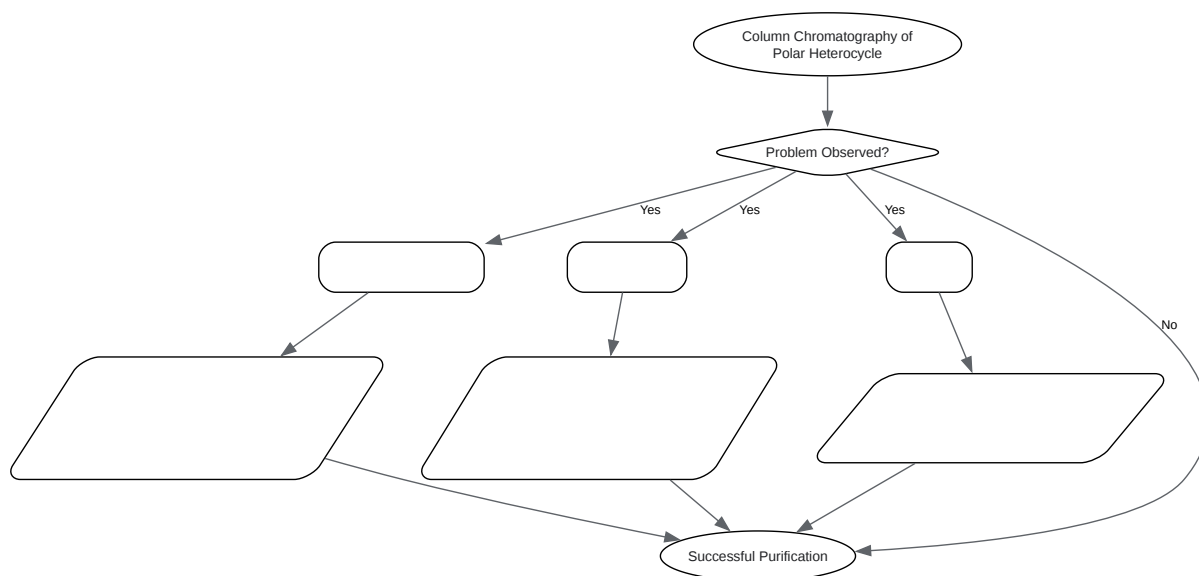 Column Chromatography of
Polar Heterocycle
Problem Observed?
Yes
Yes
Yes
No
Successful Purification